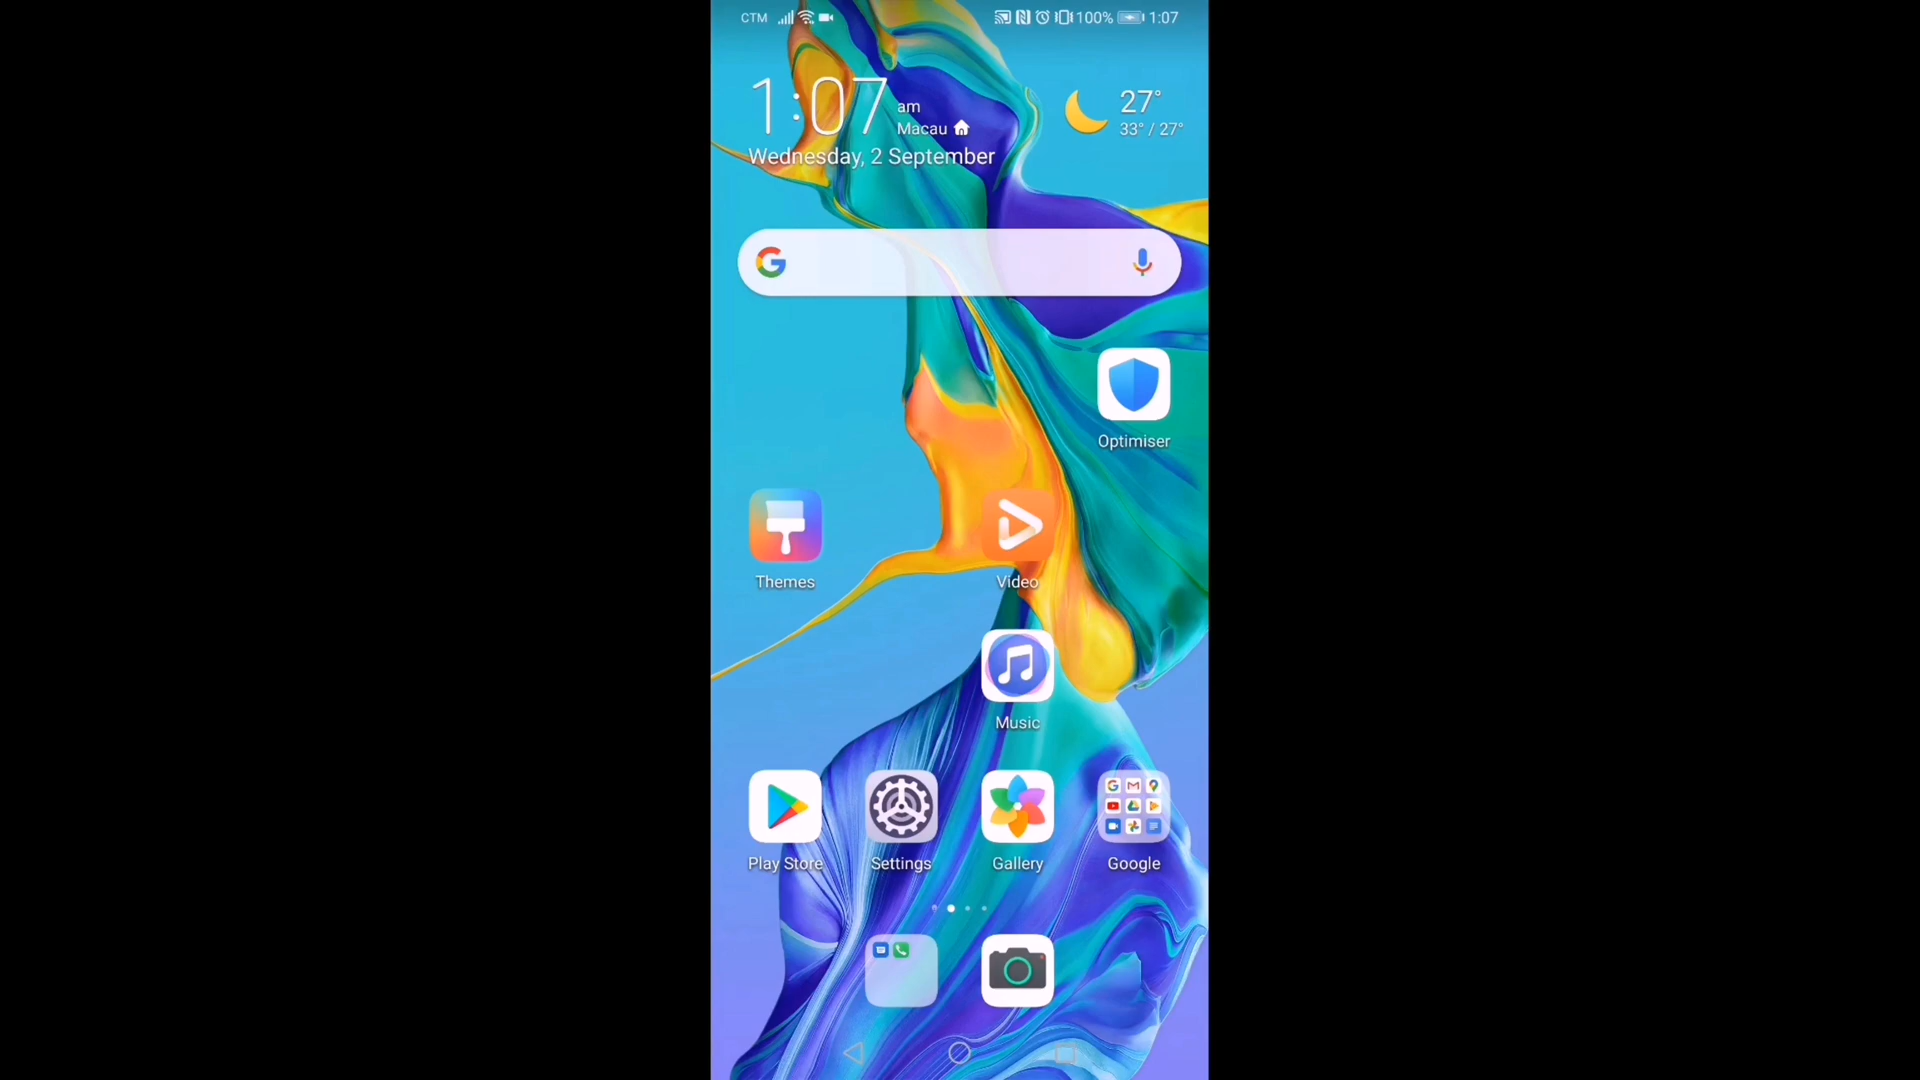 CTM
100%
1:07
1:07 am
Macau
Wednesday, 2 September
27°
33° / 27°
Optimiser
Themes
Video
Music
Play Store
Settings
Gallery
Google